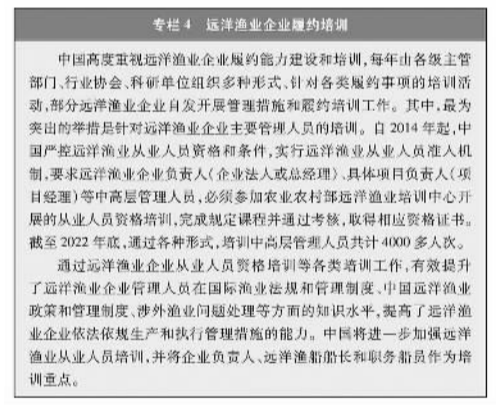 专栏4 远洋渔业企业履约培训
中国高度重视远洋渔业企业履约能力建设和培训,每年由各级主管
部门、行业协会、科研单位组织多种形式、针对各类履约事项的培训活
动,部分远洋渔业企业自发开展管理措施和履约培训工作。其中,最为
突出的举措是针对远洋渔业企业主要管理人员的培训。自2014年起,中
国严控远洋渔业从业人员资格和条件,实行远洋渔业从业人员准入机
制,要求远洋渔业企业负责人(企业法人或总经理)、具体项目负责人(项
目经理)等中高层管理人员,必须参加农业农村部远洋渔业培训中心开
展的从业人员资格培训,完成规定课程并通过考核,取得相应资格证书。
截至2022年底,通过各种形式,培训中高层管理人员共计4000多人次。
通过远洋渔业企业从业人员资格培训等各类培训工作,有效提升
了远洋渔业企业管理人员在国际渔业法规和管理制度、中国远洋渔业
政策和管理制度、涉外渔业问题处理等方面的知识水平,提高了远洋渔
业企业依法依规生产和执行管理措施的能力。中国将进一步加强远洋
渔业从业人员培训,并将企业负责人、远洋渔船船长和职务船员作为培
训重点。